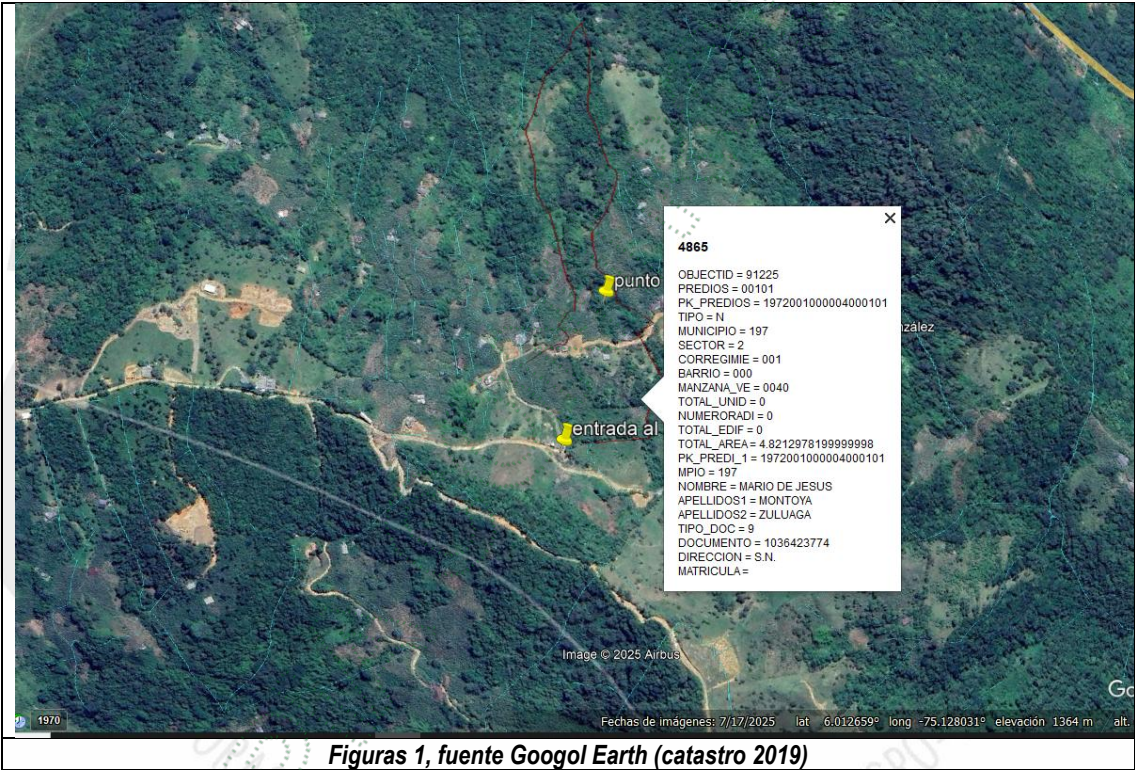 punto
nzález
entrada al
4865
OBJECTID = 91225
PREDIOS = 00101
PK_PREDIOS = 1972001000004000101
TIPO = N
MUNICIPIO = 197
SECTOR = 2
CORREGIMIE = 001
BARRIO = 000
MANZANA_VE = 0040
TOTAL_UNID = 0
NUMERORADI = 0
TOTAL_EDIF = 0
TOTAL_AREA = 4.8212978199999998
PK_PREDI_1 = 1972001000004000101
MPIO = 197
NOMBRE = MARIO DE JESUS
APELLIDOS1 = MONTOYA
APELLIDOS2 = ZULUAGA
TIPO_DOC = 9
DOCUMENTO = 1036423774
DIRECCION = S.N.
MATRICULA =
Image © 2025 Airbus
Go
1970
Fechas de imágenes: 7/17/2025 lat 6.012659° long -75.128031° elevación 1364 m alt.
Figuras 1, fuente Googol Earth (catastro 2019)